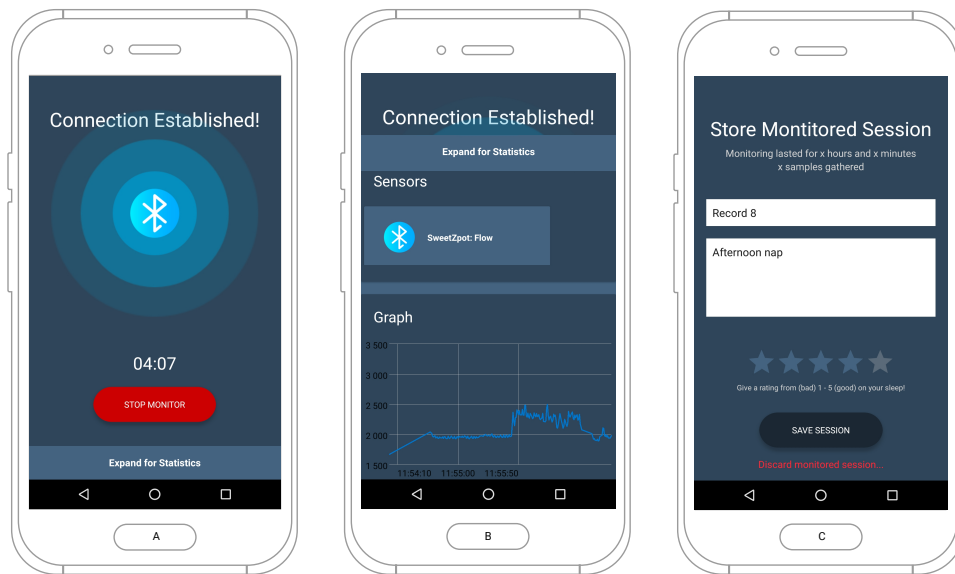 Connection Established!
04:07
STOP MONITOR
Expand for Statistics
A
Connection Established!
Expand for Statistics
Sensors
SweetZpot: Flow
Graph
3 500
3 000
2 500
2 000
1 500
11:54:10 11:55:00 11:55:50
B
Store Montitored Session
Monitoring lasted for x hours and x minutes
x samples gathered
Record 8
Afternoon nap
Give a rating from (bad) 1 - 5 (good) on your sleep!
SAVE SESSION
Discard monitored session...
C